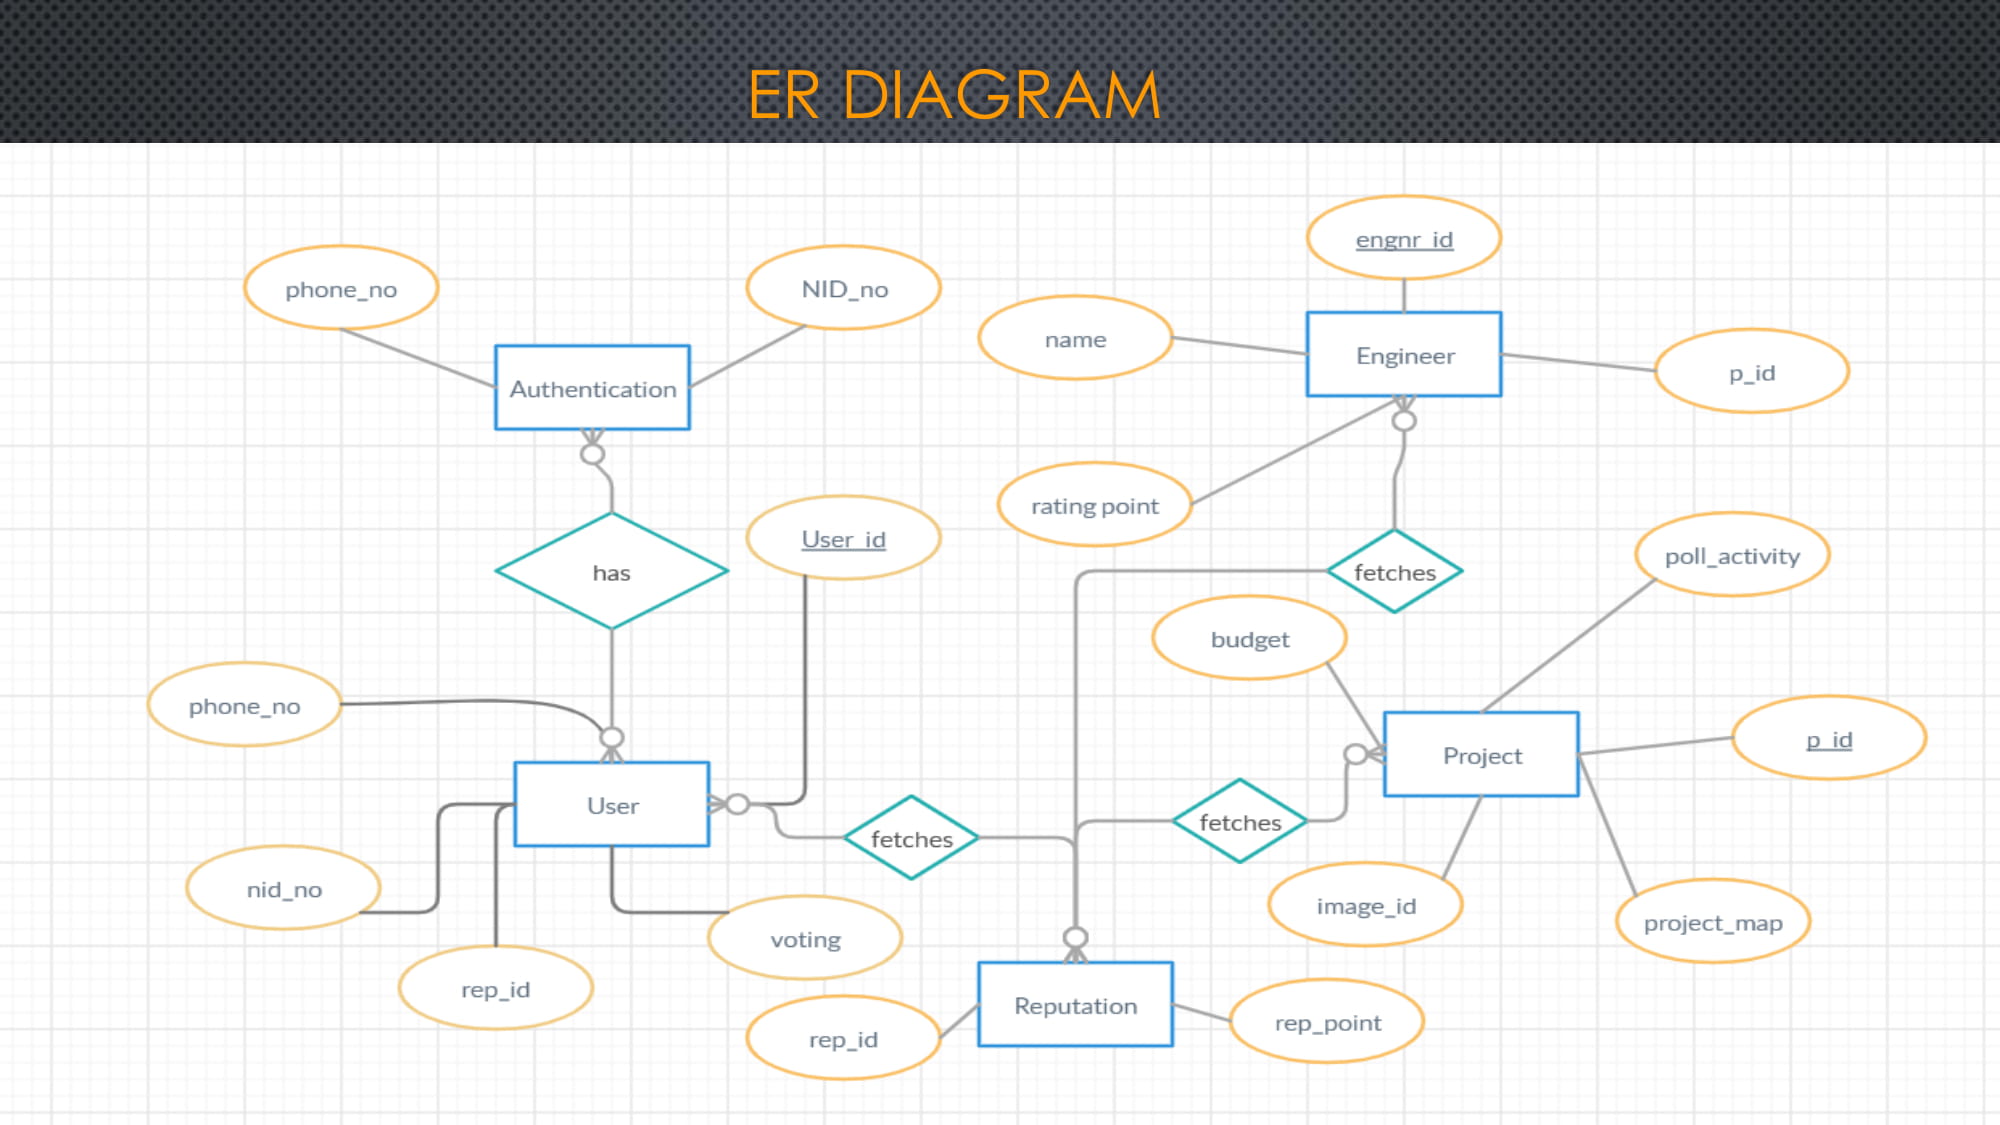 ER DIAGRAM
engnr_id
phone_no
NID_no
name
Engineer
p_id
Authentication
rating point
User_id
poll_activity
has
fetches
budget
phone_no
p_id
Project
User
fetches
fetches
nid_no
image_id
project_map
voting
rep_id
Reputation
rep_point
rep_id